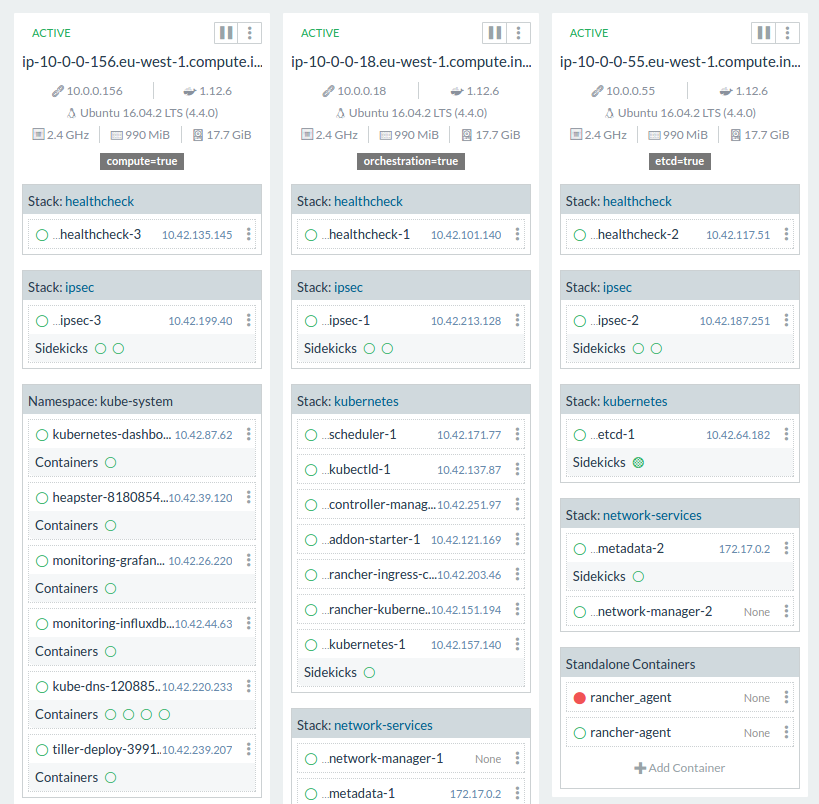 ACTIVE
ip-10-0-0-156.eu-west-1.compute.i...
10.0.0.156 1.12.6
Ubuntu 16.04.2 LTS (4.4.0)
2.4 GHz 990 MiB 17.7 GiB
compute=true
Stack: healthcheck
...healthcheck-3 10.42.135.145
Stack: ipsec
...ipsec-3 10.42.199.40
Sidekicks
Namespace: kube-system
kubernetes-dashbo... 10.42.87.62
Containers
heapster-8180854... 10.42.39.120
Containers
monitoring-grafan... 10.42.26.220
Containers
monitoring-influxdb... 10.42.44.63
Containers
kube-dns-120885... 10.42.220.233
Containers
tiller-deploy-3991... 10.42.239.207
Containers
ACTIVE
ip-10-0-0-18.eu-west-1.compute.in...
10.0.0.18 1.12.6
Ubuntu 16.04.2 LTS (4.4.0)
2.4 GHz 990 MiB 17.7 GiB
orchestration=true
Stack: healthcheck
...healthcheck-1 10.42.101.140
Stack: ipsec
...ipsec-1 10.42.213.128
Sidekicks
Stack: kubernetes
...scheduler-1 10.42.171.77
...kubectld-1 10.42.137.87
...controller-manag... 10.42.251.97
...addon-starter-1 10.42.121.169
...rancher-ingress-c... 10.42.203.46
...rancher-kuberne... 10.42.151.194
...kubernetes-1 10.42.157.140
Sidekicks
Stack: network-services
...network-manager-1 None
...metadata-1 172.17.0.2
ACTIVE
ip-10-0-0-55.eu-west-1.compute.in...
10.0.0.55 1.12.6
Ubuntu 16.04.2 LTS (4.4.0)
2.4 GHz 990 MiB 17.7 GiB
etcd=true
Stack: healthcheck
...healthcheck-2 10.42.117.51
Stack: ipsec
...ipsec-2 10.42.187.251
Sidekicks
Stack: kubernetes
...etcd-1 10.42.64.182
Sidekicks
Stack: network-services
...metadata-2 172.17.0.2
Sidekicks
...network-manager-2 None
Standalone Containers
rancher_agent None
rancher-agent None
Add Container